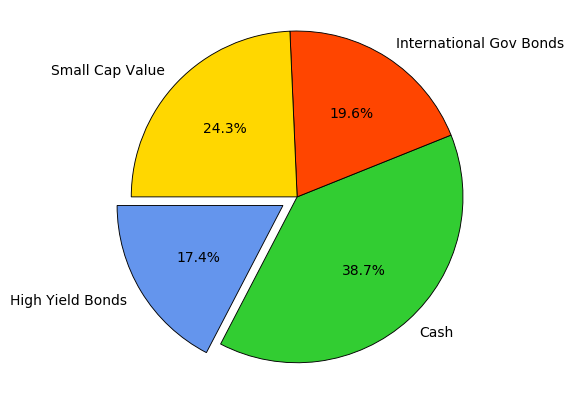 International Gov Bonds
Small Cap Value
19.6%
24.3%
17.4%
38.7%
High Yield Bonds
Cash